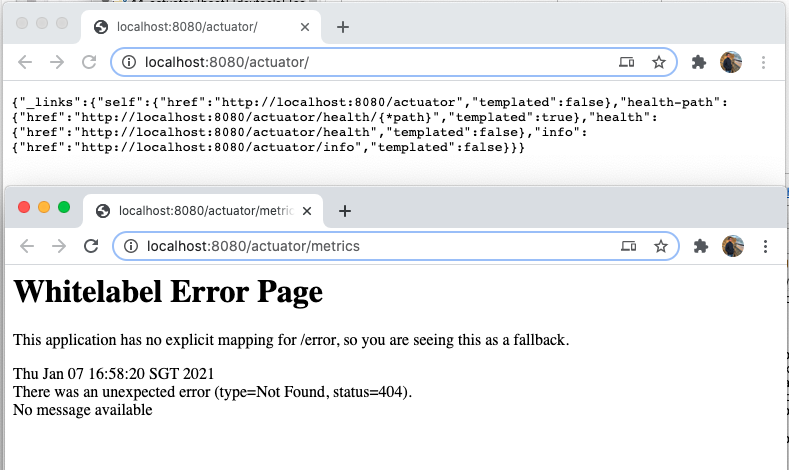 localhost:8080/actuator/
localhost:8080/actuator/
{"_links":{"self":{"href":"http://localhost:8080/actuator","templated":false},"health-path":
{"href":"http://localhost:8080/actuator/health/{*path}","templated":true},"health":
{"href":"http://localhost:8080/actuator/health","templated":false},"info":
{"href":"http://localhost:8080/actuator/info","templated":false}}}
localhost:8080/actuator/metric
localhost:8080/actuator/metrics
Whitelabel Error Page
This application has no explicit mapping for /error, so you are seeing this as a fallback.
Thu Jan 07 16:58:20 SGT 2021
There was an unexpected error (type=Not Found, status=404).
No message available